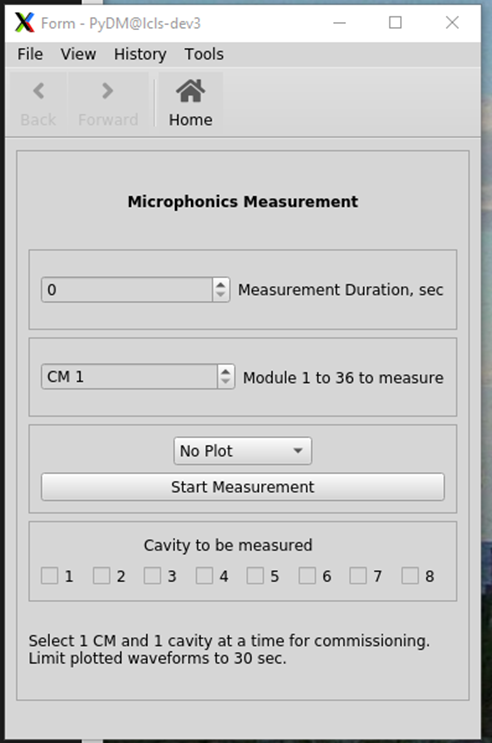 Form - PyDM@lcls-dev3
File View History Tools
Back Forward Home
Microphonics Measurement
0 Measurement Duration, sec
CM 1 Module 1 to 36 to measure
No Plot
Start Measurement
Cavity to be measured
1 2 3 4 5 6 7 8
Select 1 CM and 1 cavity at a time for commissioning.
Limit plotted waveforms to 30 sec.